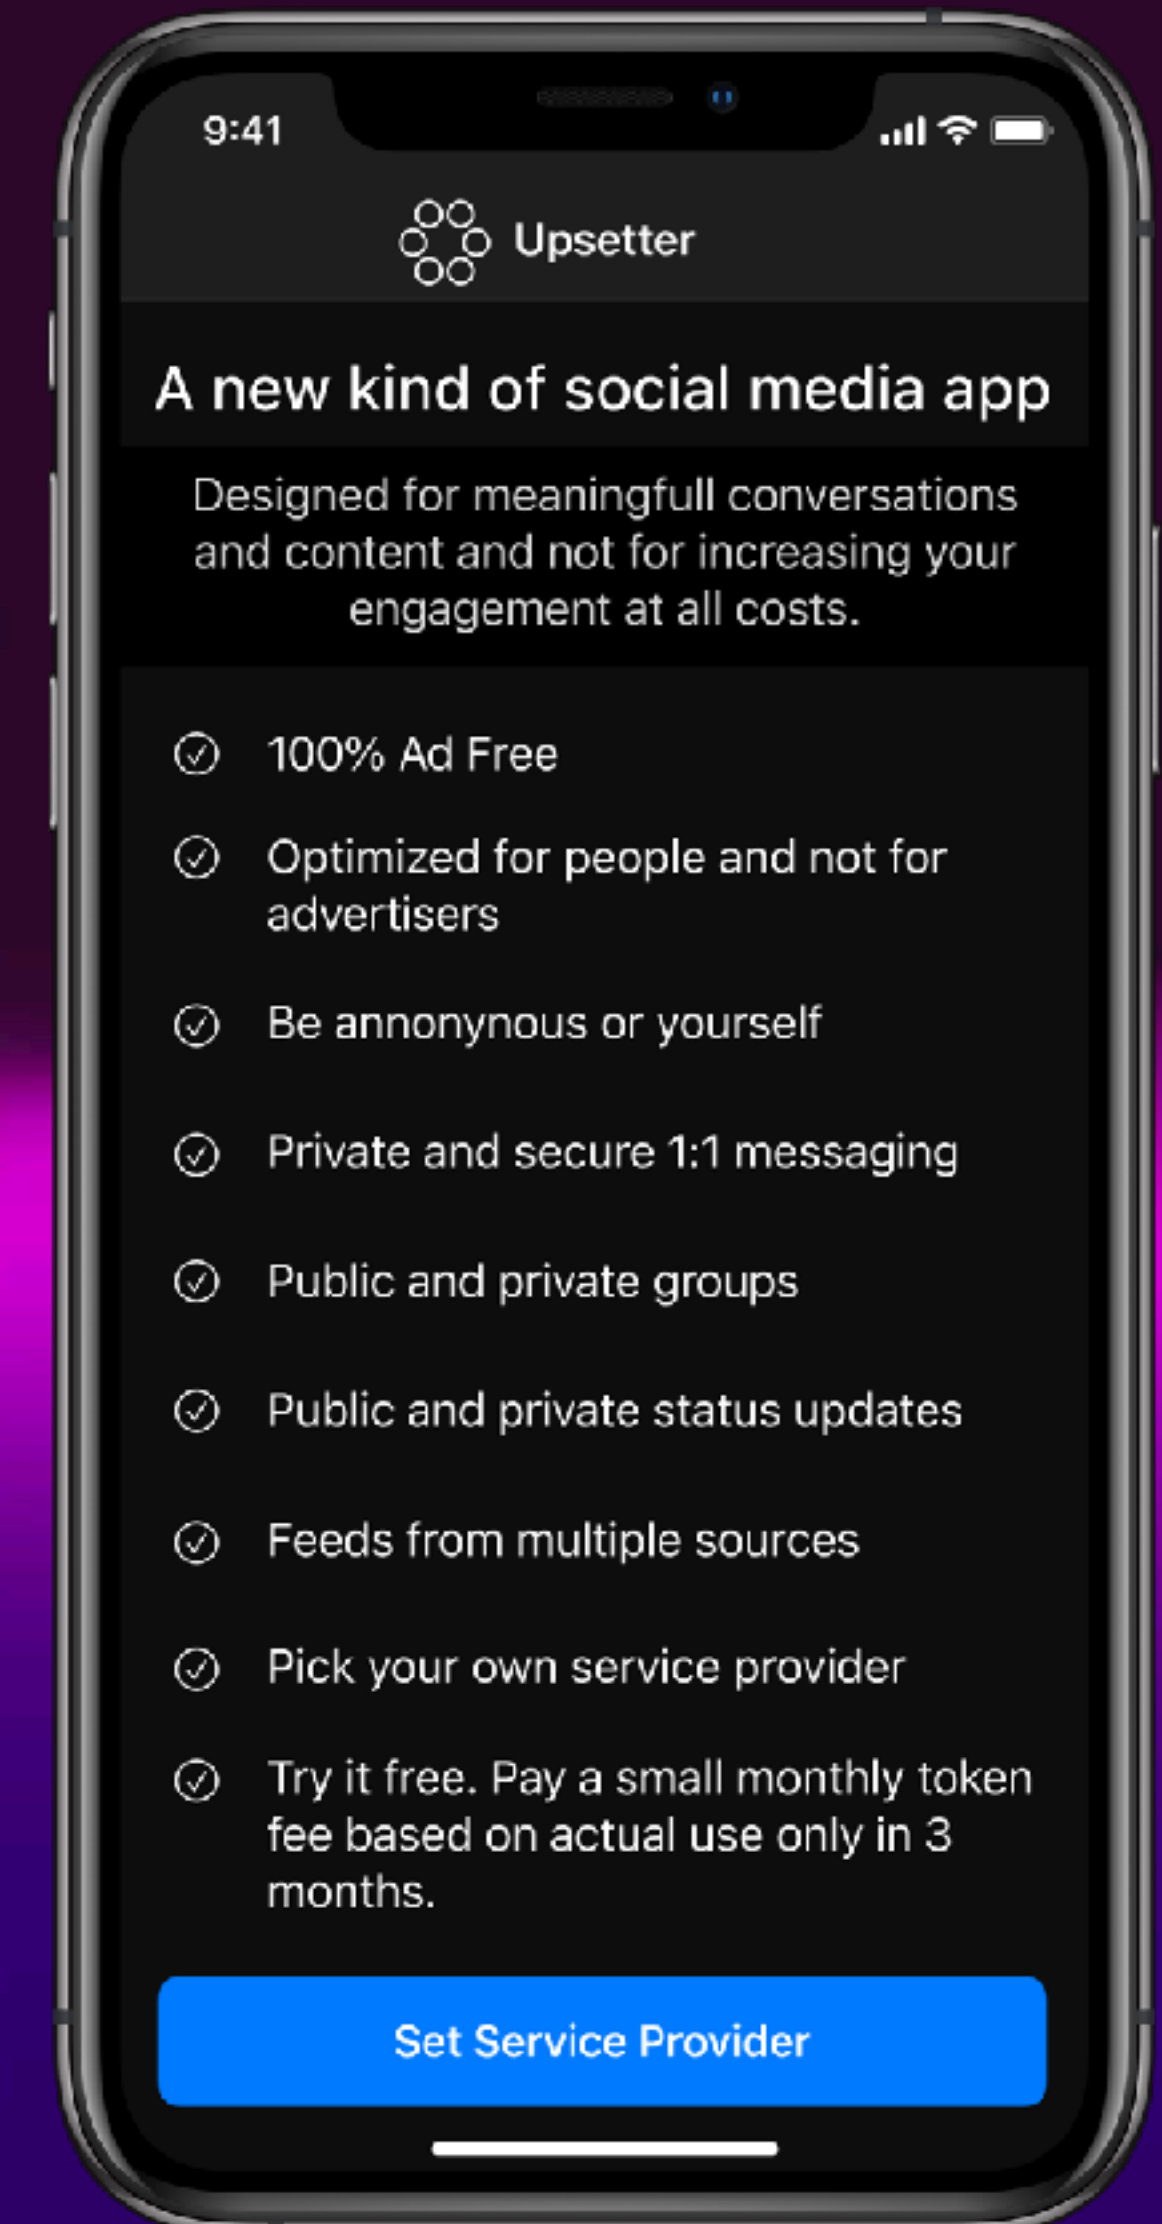 9:41
Upsetter
A new kind of social media app
Designed for meaningfull conversations
and content and not for increasing your
engagement at all costs.
100% Ad Free
Optimized for people and not for
advertisers
Be annonynous or yourself
Private and secure 1:1 messaging
Public and private groups
Public and private status updates
Feeds from multiple sources
Pick your own service provider
Try it free. Pay a small monthly token
fee based on actual use only in 3
months.
Set Service Provider